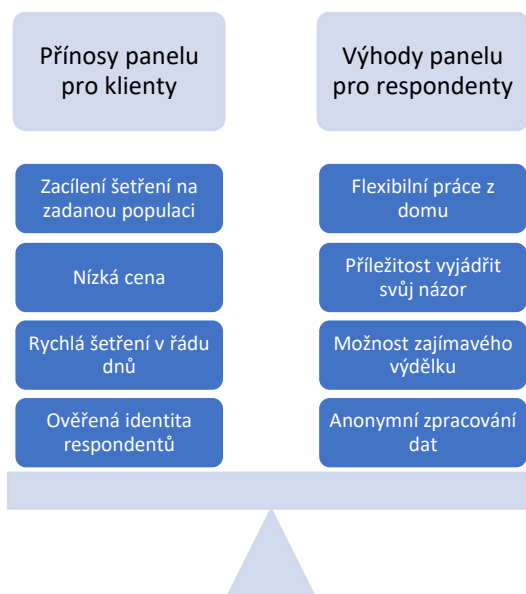 Přínosy panelu
pro klienty
Zacílení šetření na
zadanou populaci
Nízká cena
Rychlá šetření v řádu
dnů
Ověřená identita
respondentů
Výhody panelu
pro respondenty
Flexibilní práce z
domu
Příležitost vyjádřit
svůj názor
Možnost zajímavého
výdělku
Anonymní zpracování
dat